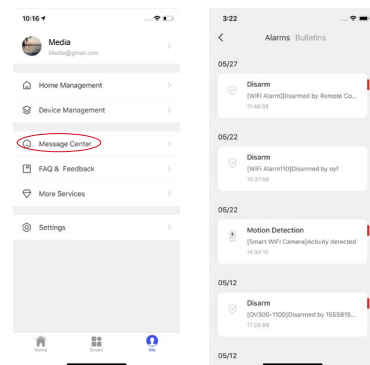 10:16
Media
Media@gmail.com
Home Management
Device Management
Message Center
FAQ & Feedback
More Services
Settings
Home
Smart
Me
3:22
Alarms Bulletins
05/27
Disarm
[WiFi Alarm]Disarmed by Remote Co...
11:46:39
05/22
Disarm
[WiFi Alarm110]Disarmed by oyf
15:37:59
05/22
Motion Detection
[Smart WIFI Camera]Activity detected
14:34:10
05/12
Disarm
[OV300-1100]Disarmed by 1555815...
17:26:59
05/12